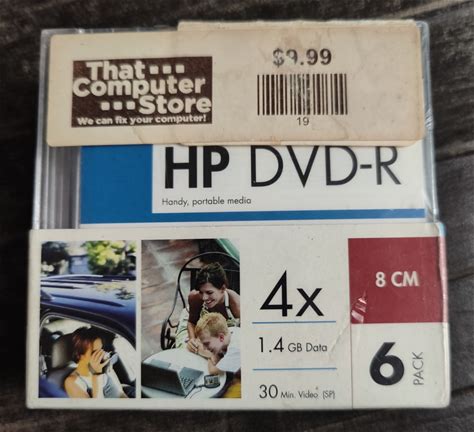 That
Computer
Store
We can fix your computer!
$9.99
19
HP DVD-R
Handy, portable media
4x
1.4 GB Data
30 Min. Video (SP)
8 CM
6 PACK